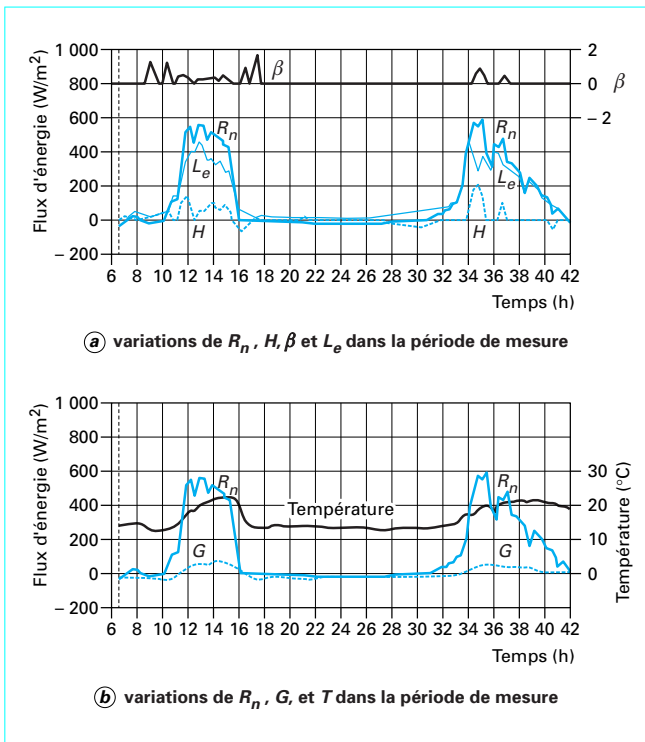 Flux d'énergie (W/m²)
1 000
800
600
400
200
0
– 200
2
0
– 2
β
β
R_n
L_e
H
R_n
L_e
H
6 8 10 12 14 16 18 20 22 24 26 28 30 32 34 36 38 40 42
Temps (h)
a variations de R_n , H, β et L_e dans la période de mesure
Flux d'énergie (W/m²)
1 000
800
600
400
200
0
– 200
30
20
10
0
Température (°C)
R_n
Température
G
R_n
G
6 8 10 12 14 16 18 20 22 24 26 28 30 32 34 36 38 40 42
Temps (h)
b variations de R_n , G, et T dans la période de mesure